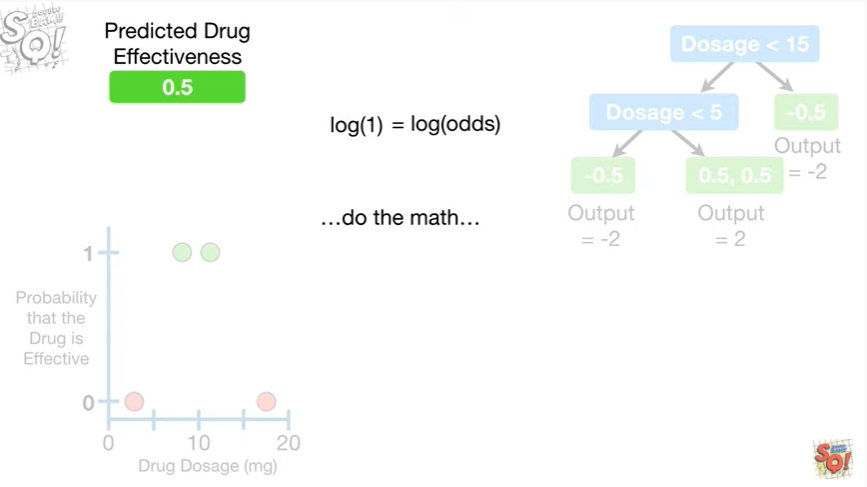 SQ!
Predicted Drug
Effectiveness
0.5
log(1) = log(odds)
...do the math...
Dosage < 15
Dosage < 5
-0.5
Output
= -2
-0.5
0.5, 0.5
Output
= -2
Output
= 2
Probability
that the
Drug is
Effective
1
0
0
10
20
Drug Dosage (mg)
SQ!